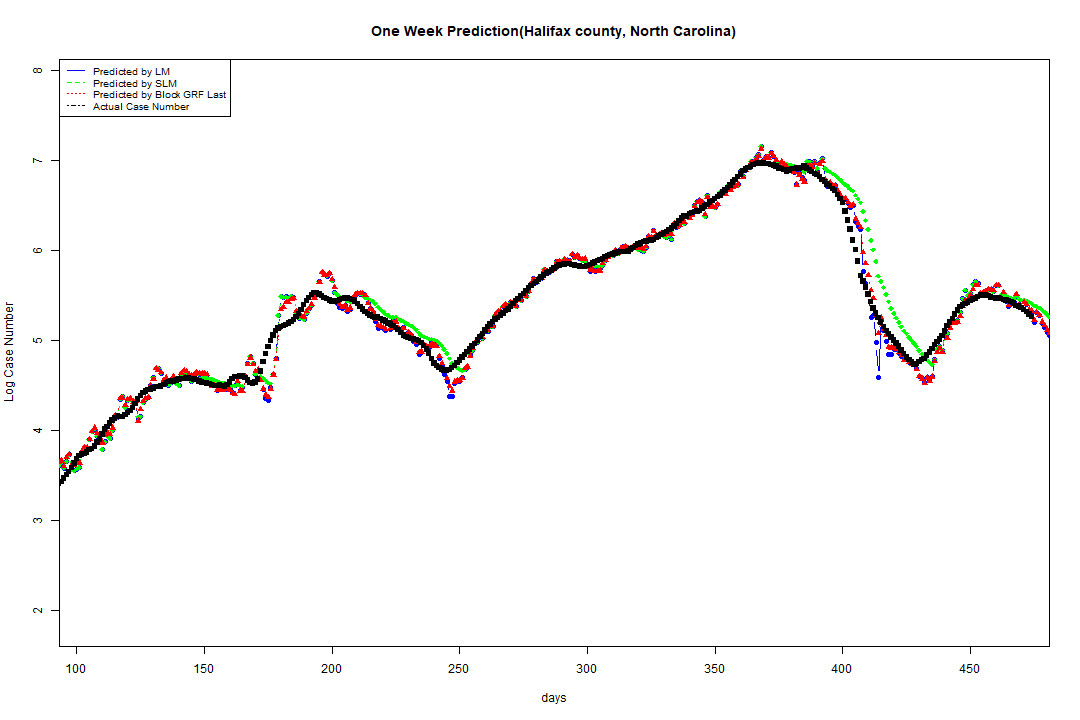 One Week Prediction(Halifax county, North Carolina)
Predicted by LM
Predicted by SLM
Predicted by Block GRF Last
Actual Case Number
8
7
6
5
4
3
2
Log Case Number
100 150 200 250 300 350 400 450
days